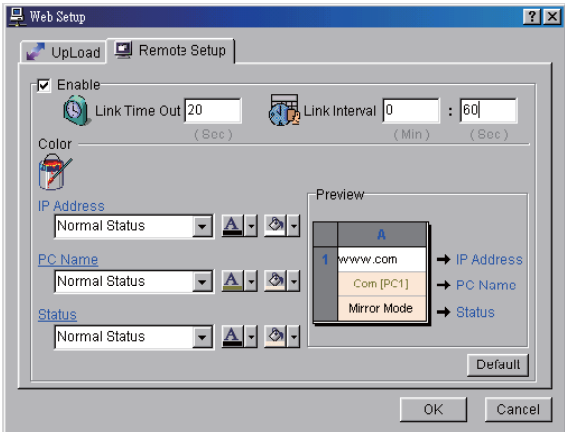 Web Setup
UpLoad
Remote Setup
Enable
Link Time Out 20
(Sec)
Link Interval 0 : 60
(Min) (Sec)
Color
IP Address
Normal Status
PC Name
Normal Status
Status
Normal Status
Preview
A
1 www.com → IP Address
Com [PC1] → PC Name
Mirror Mode → Status
Default
OK
Cancel